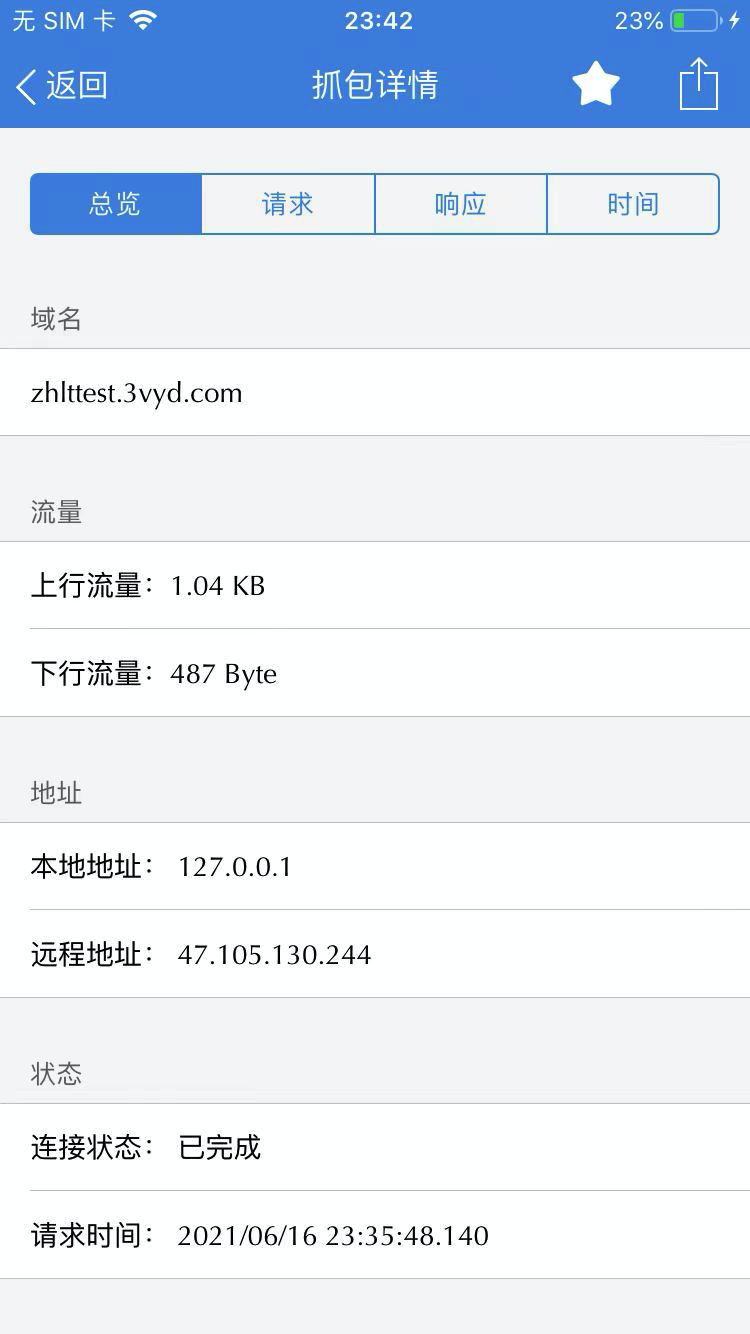 无 SIM 卡 23:42 23%
返回 抓包详情
总览 请求 响应 时间
域名
zhlttest.3vyd.com
流量
上行流量：1.04 KB
下行流量：487 Byte
地址
本地地址： 127.0.0.1
远程地址： 47.105.130.244
状态
连接状态： 已完成
请求时间： 2021/06/16 23:35:48.140